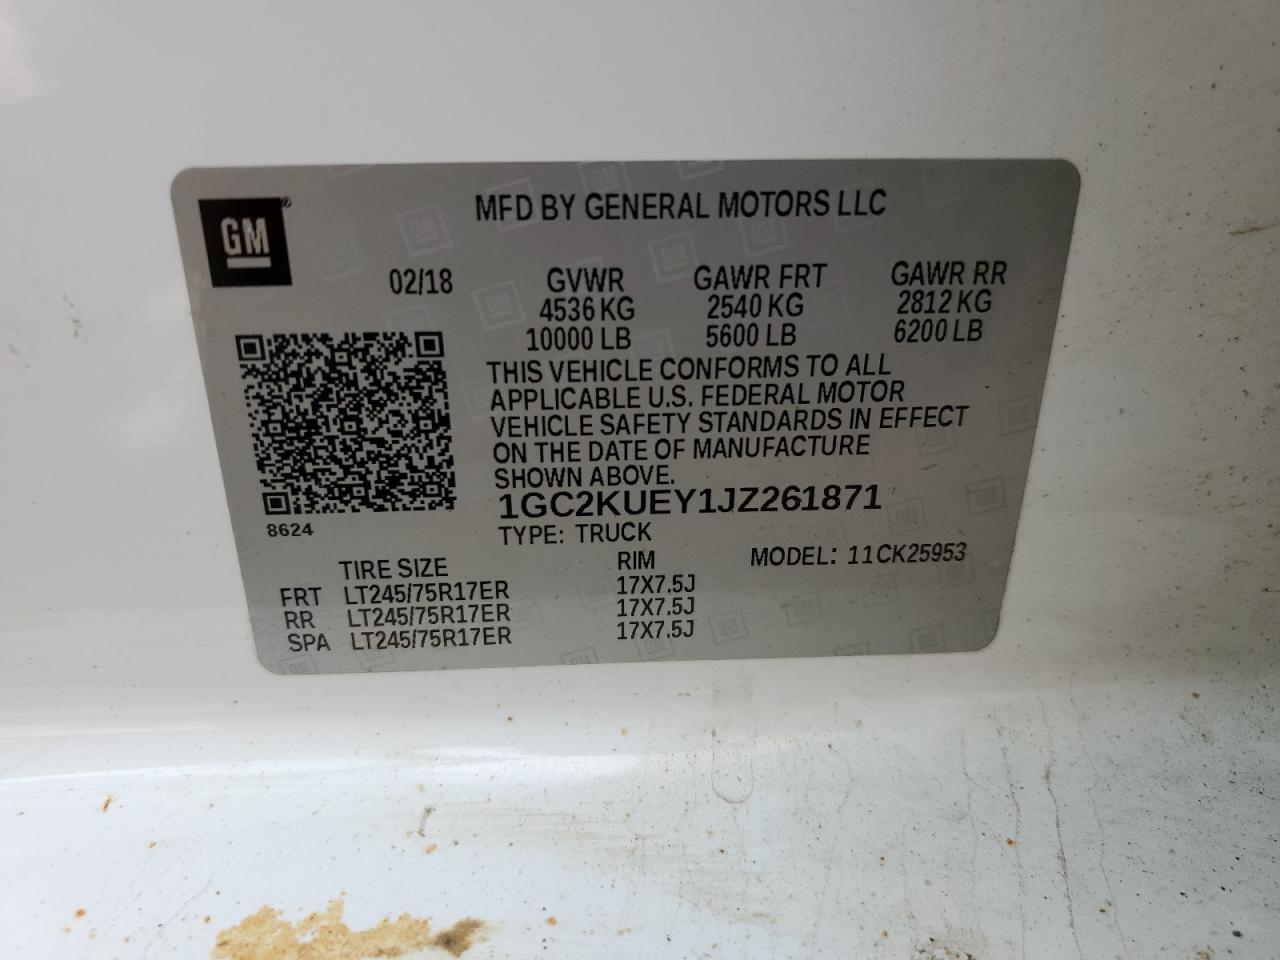 GM®
MFD BY GENERAL MOTORS LLC
02/18 GVWR GAWR FRT GAWR RR
4536 KG 2540 KG 2812 KG
10000 LB 5600 LB 6200 LB
THIS VEHICLE CONFORMS TO ALL
APPLICABLE U.S. FEDERAL MOTOR
VEHICLE SAFETY STANDARDS IN EFFECT
ON THE DATE OF MANUFACTURE
SHOWN ABOVE.
1GC2KUEY1JZ261871
8624
TYPE: TRUCK
TIRE SIZE RIM MODEL: 11CK25953
FRT LT245/75R17ER 17X7.5J
RR LT245/75R17ER 17X7.5J
SPA LT245/75R17ER 17X7.5J